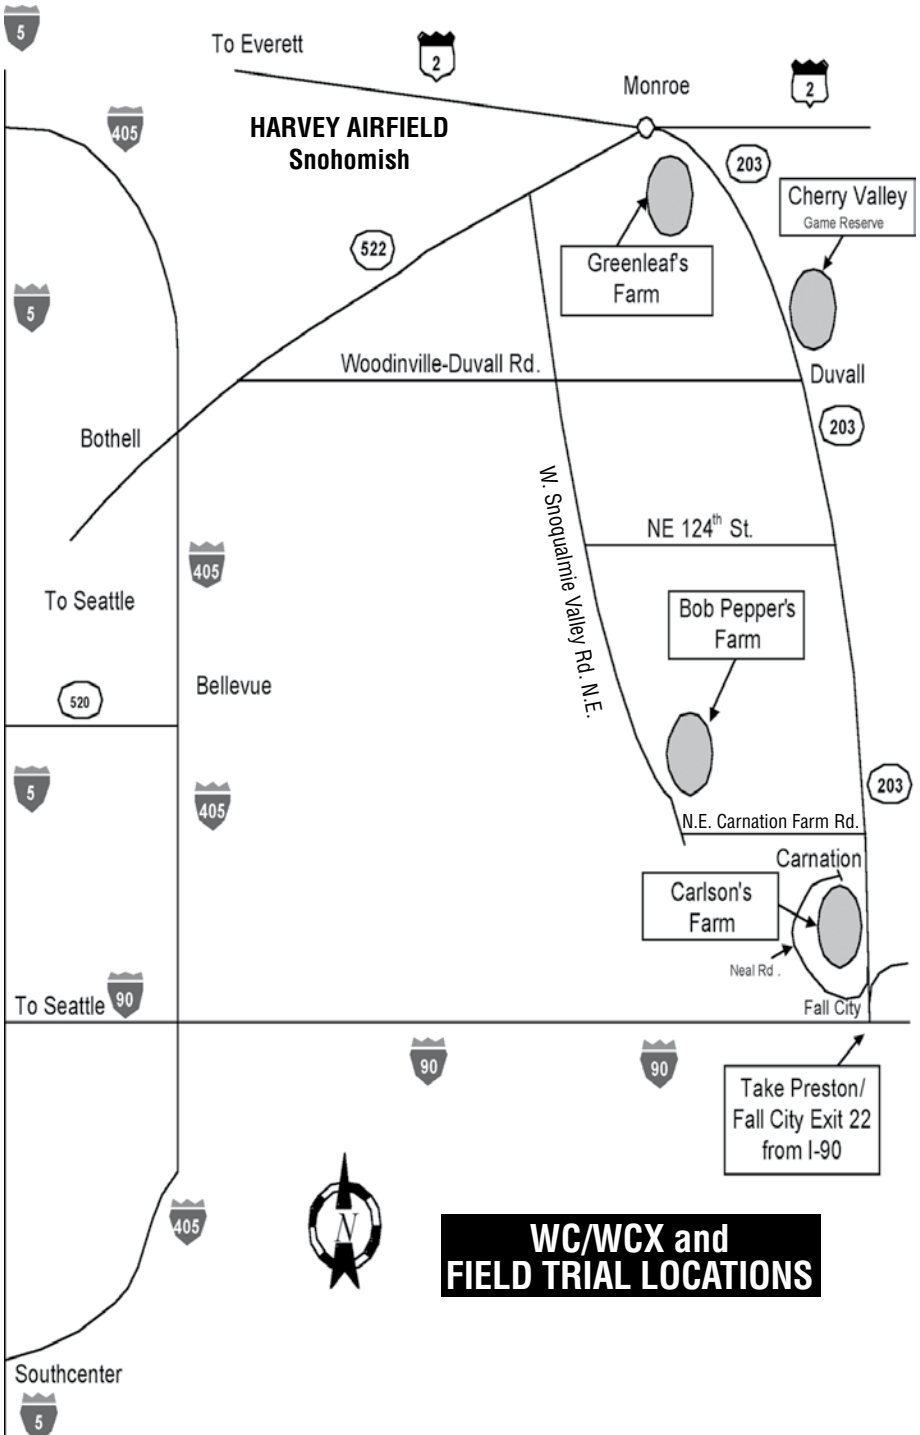 5
To Everett
2
Monroe
2
405
HARVEY AIRFIELD
Snohomish
203
Cherry Valley
Game Reserve
522
Greenleaf's
Farm
5
Woodinville-Duvall Rd.
Duvall
203
Bothell
W. Snoqualmie Valley Rd. N.E.
NE 124th St.
405
To Seattle
Bob Pepper's
Farm
Bellevue
520
5
405
203
N.E. Carnation Farm Rd.
Carnation
Carlson's
Farm
Neal Rd .
90
To Seattle
Fall City
90
90
Take Preston/
Fall City Exit 22
from I-90
405
N
WC/WCX and
FIELD TRIAL LOCATIONS
Southcenter
5